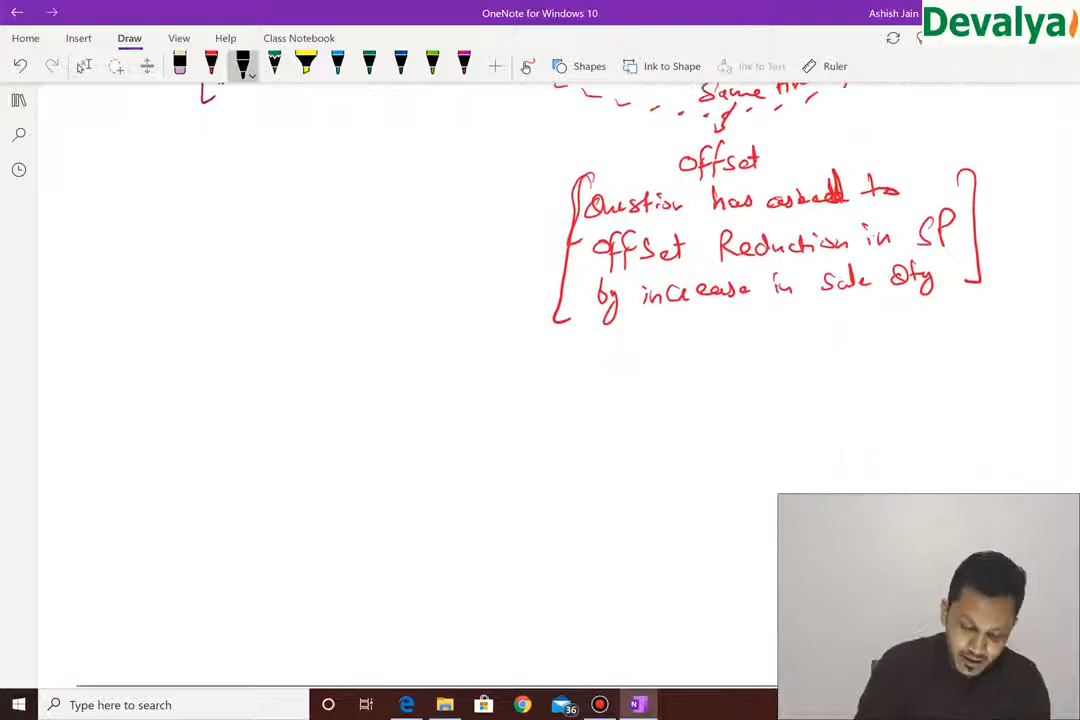 OneNote for Windows 10
Ashish Jain
Devalya
Home Insert Draw View Help Class Notebook
Shapes Ink to Shape Ink to Text Ruler
Same
offset
Question has asked to
offset Reduction in SP
by increase in Sale Qty
Type here to search
36